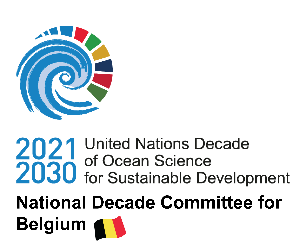 2021 United Nations Decade
of Ocean Science
2030 for Sustainable Development
National Decade Committee for
Belgium